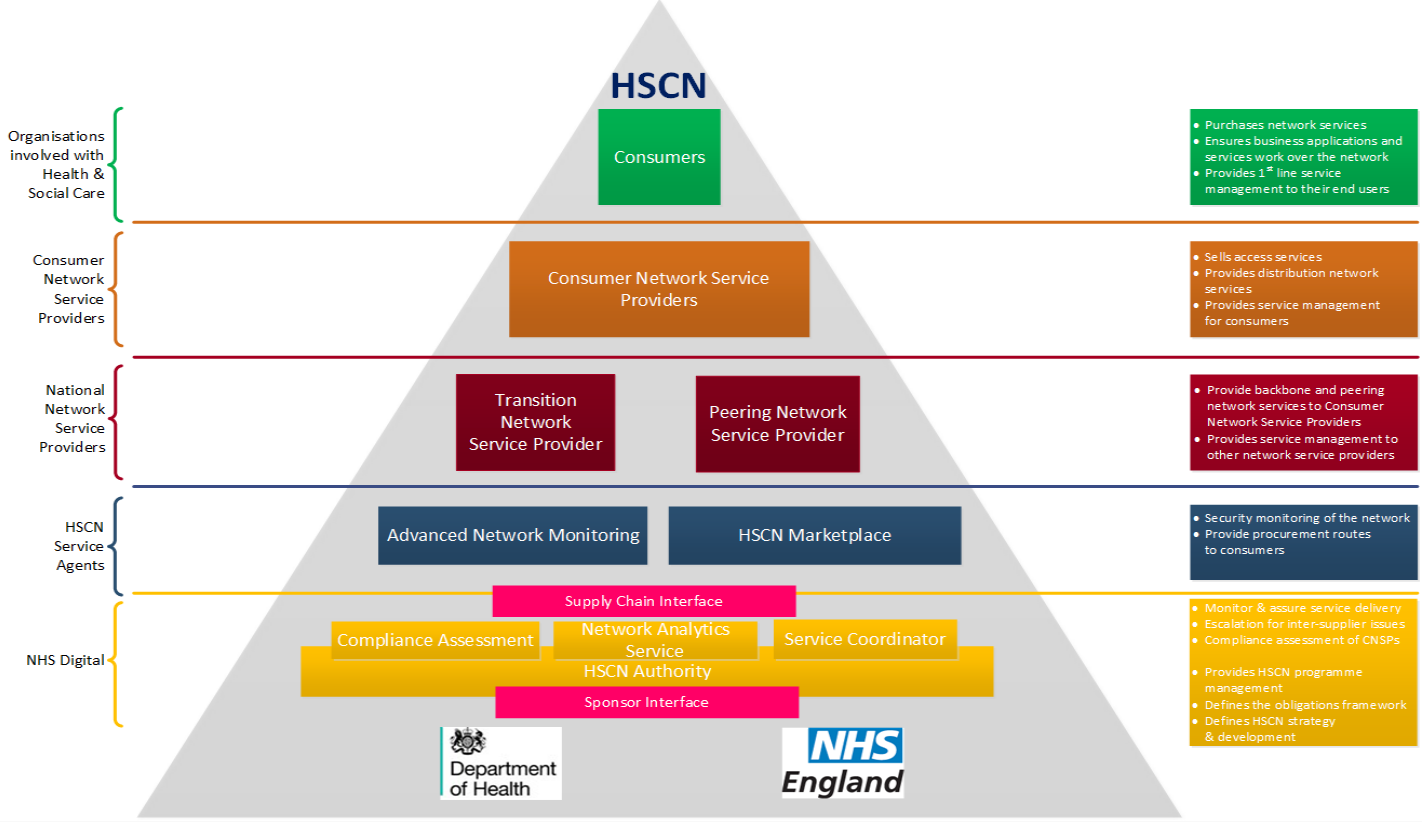 HSCN
Organisations
involved with
Health &
Social Care
Consumers
• Purchases network services
• Ensures business applications and
services work over the network
• Provides 1st line service
management to their end users
Consumer
Network
Service
Providers
Consumer Network Service
Providers
• Sells access services
• Provides distribution network
services
• Provides service management
for consumers
National
Network
Service
Providers
Transition
Network
Service Provider
Peering Network
Service Provider
• Provide backbone and peering
network services to Consumer
Network Service Providers
• Provides service management to
other network service providers
HSCN
Service
Agents
Advanced Network Monitoring
HSCN Marketplace
• Security monitoring of the network
• Provide procurement routes
to consumers
Supply Chain Interface
NHS Digital
Compliance Assessment
Network Analytics
Service
Service Coordinator
HSCN Authority
Sponsor Interface
• Monitor & assure service delivery
• Escalation for inter-supplier issues
• Compliance assessment of CNSPs
• Provides HSCN programme
management
• Defines the obligations framework
• Defines HSCN strategy
& development
Department
of Health
NHS
England